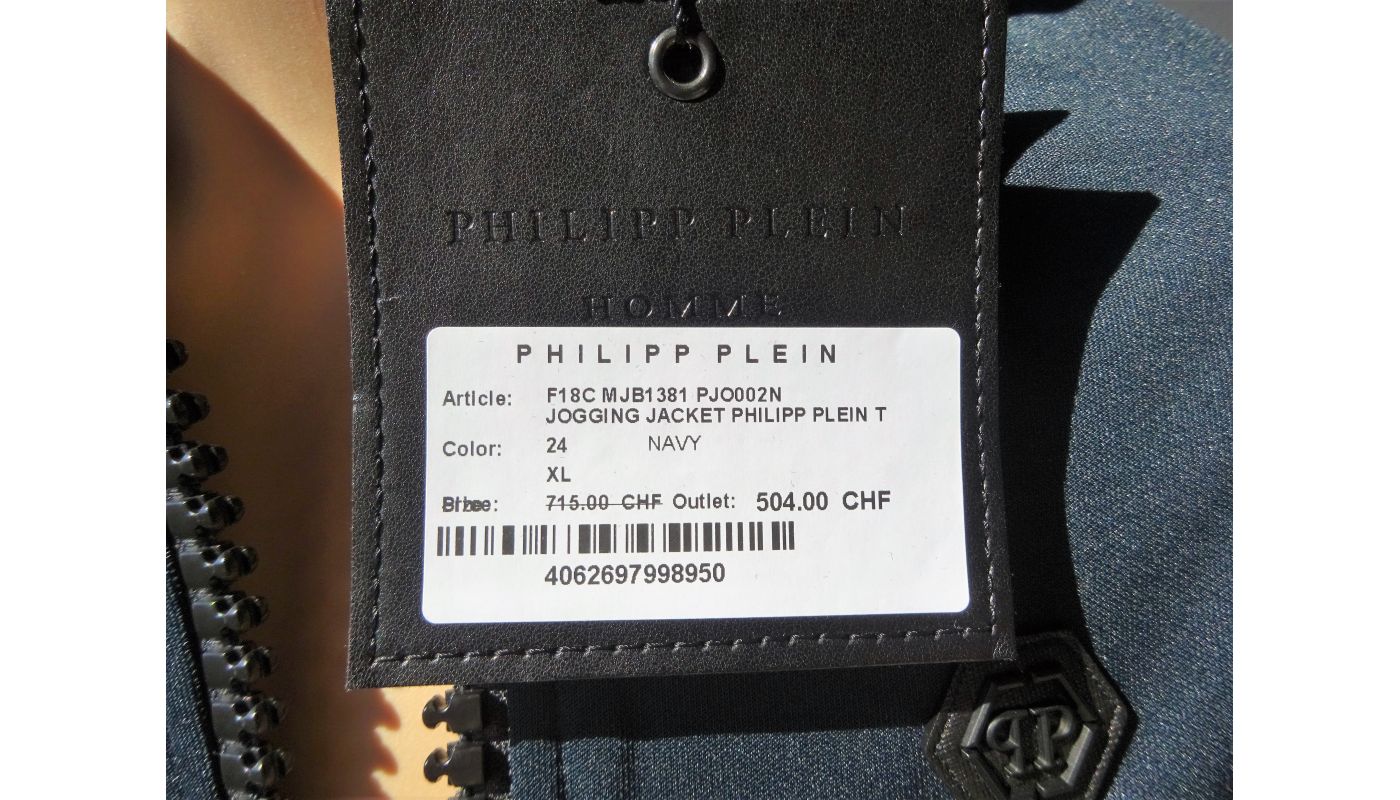 PHILIPP PLEIN
HOMME
PHILIPP PLEIN
Article: F18C MJB1381 PJO002N
JOGGING JACKET PHILIPP PLEIN T
Color: 24 NAVY
XL
715.00 CHF Outlet: 504.00 CHF
4062697998950
PP